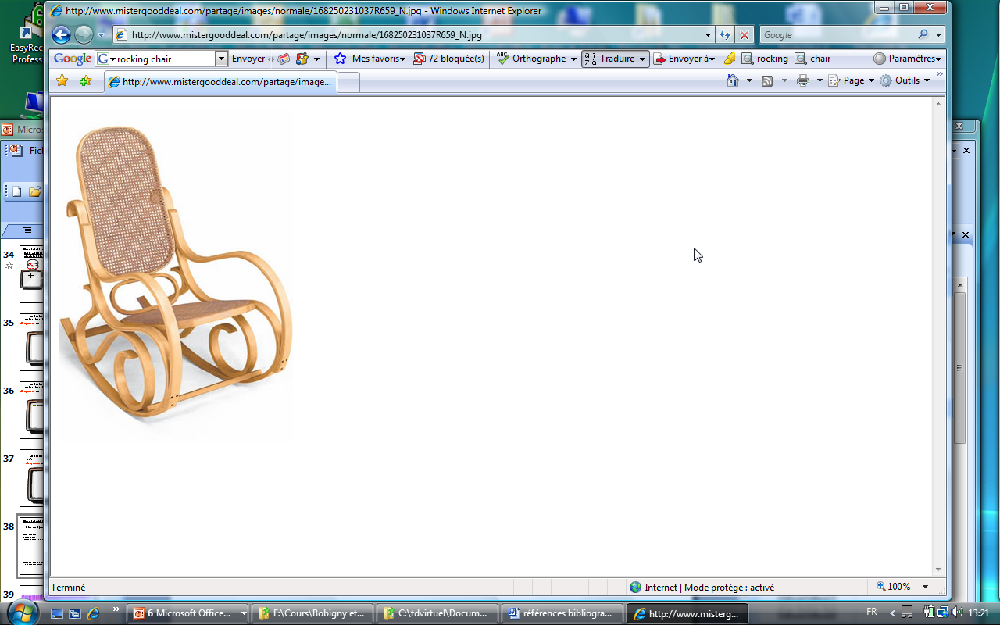 EasyRec
Profess
http://www.mistergooddeal.com/partage/images/normale/168250231037R659_N.jpg - Windows Internet Explorer
http://www.mistergooddeal.com/partage/images/normale/168250231037R659_N.jpg
Google
Google
rocking chair
Envoyer
Mes favoris
72 bloquée(s)
Orthographe
Traduire
Envoyer à
rocking
chair
Paramètres
http://www.mistergooddeal.com/partage/image...
Page
Outils
Micros
Fich
34
35
36
37
38
39
Terminé
Internet | Mode protégé : activé
100%
6 Microsoft Office...
E:\Cours\Bobigny et...
C:\tdvirtuel\Docum...
références bibliogra...
http://www.misterg...
FR
13:21